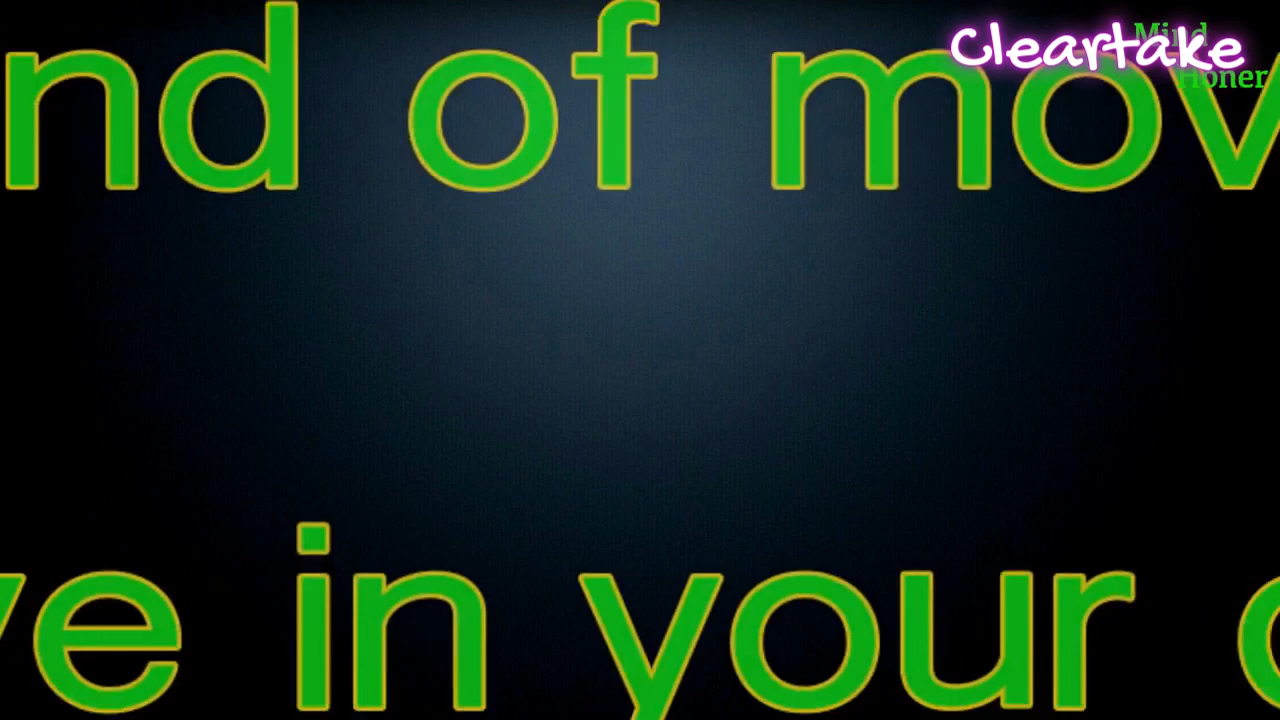 nd of mov
Cleartake
Mind
Honer
ve in your